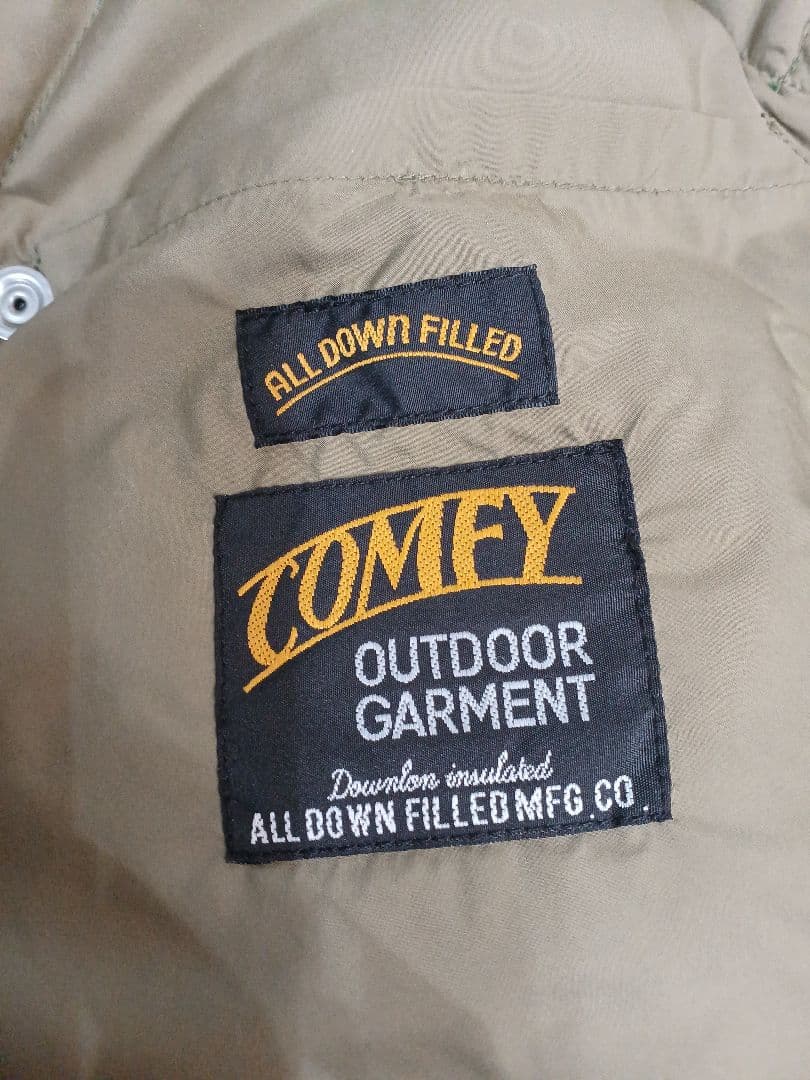 ALL DOWn FILLED
COMFY
OUTDOOR
GARMENT
Downlon insulated
ALL DOWN FILLED MFG.CO.